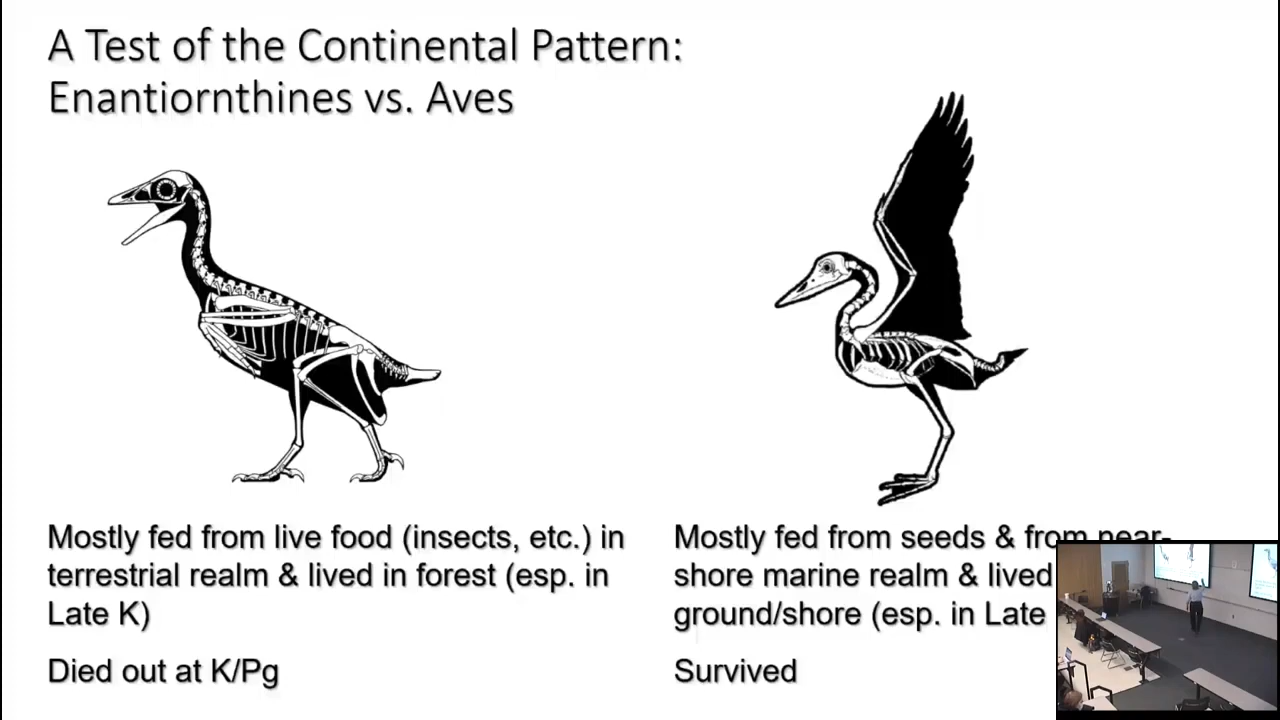 A Test of the Continental Pattern:
Enantiornthines vs. Aves
Mostly fed from live food (insects, etc.) in
terrestrial realm & lived in forest (esp. in
Late K)
Died out at K/Pg
Mostly fed from seeds & from near-
shore marine realm & lived
ground/shore (esp. in Late
Survived